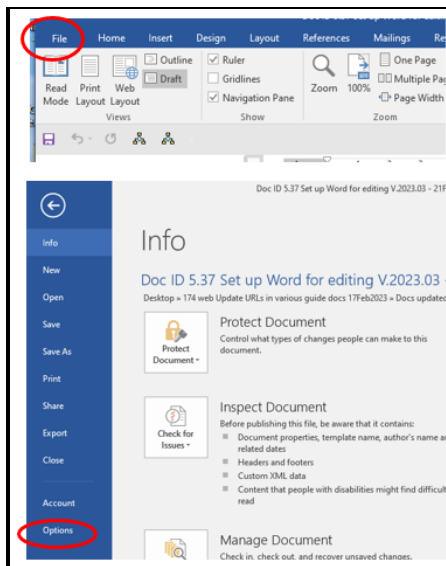 File Home Insert Design Layout References Mailings Re
Outline Ruler One Page
Draft Gridlines Multiple Pag
Read Print Web Navigation Pane Zoom 100% Page Width
Mode Layout Layout
Views Show Zoom
Doc ID 5.37 Set up Word for editing V.2023.03 - 21F
Info
Info
New
Doc ID 5.37 Set up Word for editing V.2023.03 -
Open
Desktop » 174 web Update URLs in various guide docs 17Feb2023 » Docs updated
Save
Protect Document
Control what types of changes people can make to this
document.
Save As
Protect
Document
Print
Share
Inspect Document
Before publishing this file, be aware that it contains:
Export
Check for
Issues
Document properties, template name, author's name a
related dates
Close
Headers and footers
Custom XML data
Account
Content that people with disabilities might find difficult
read
Options
Manage Document
Check in, check out, and recover unsaved changes.